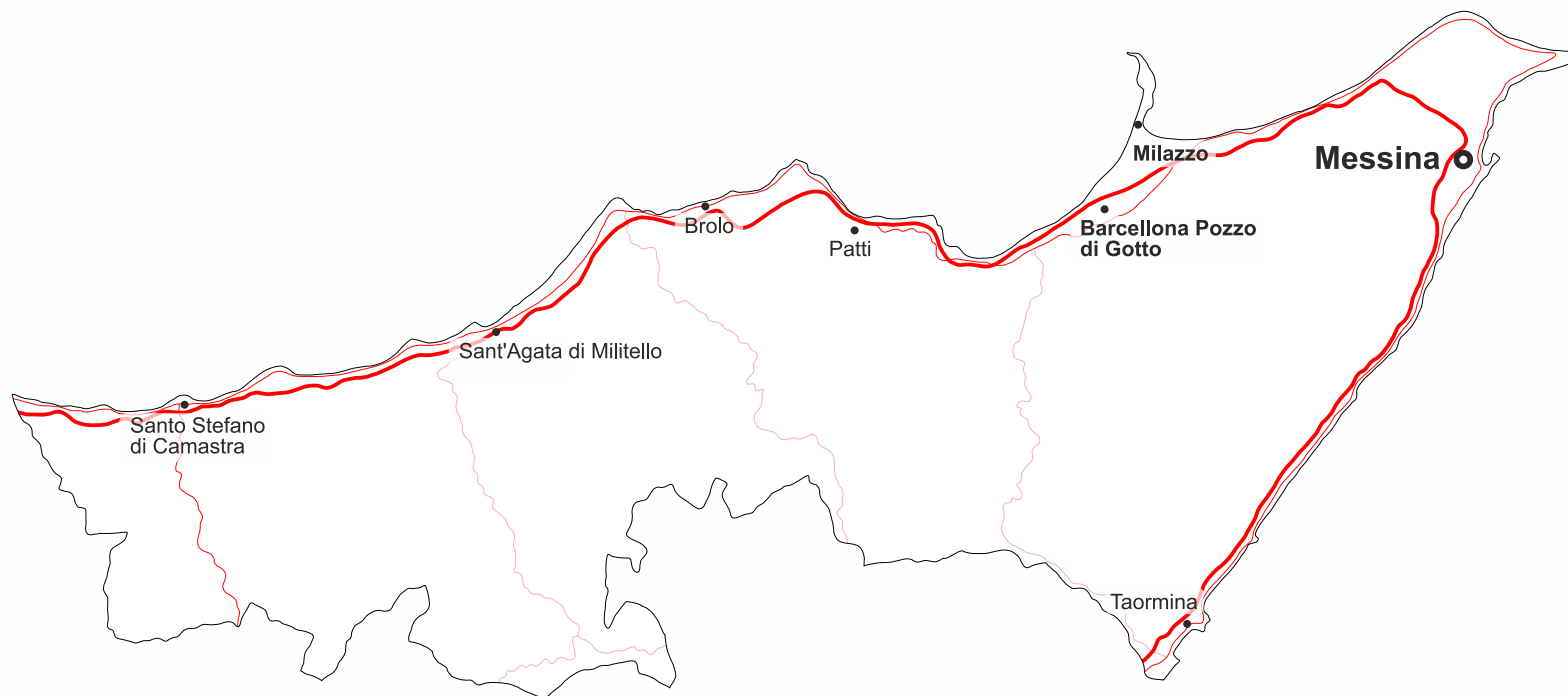 Milazzo
Messina
Brolo
Barcellona Pozzo
di Gotto
Patti
Sant'Agata di Militello
Santo Stefano
di Camastra
Taormina